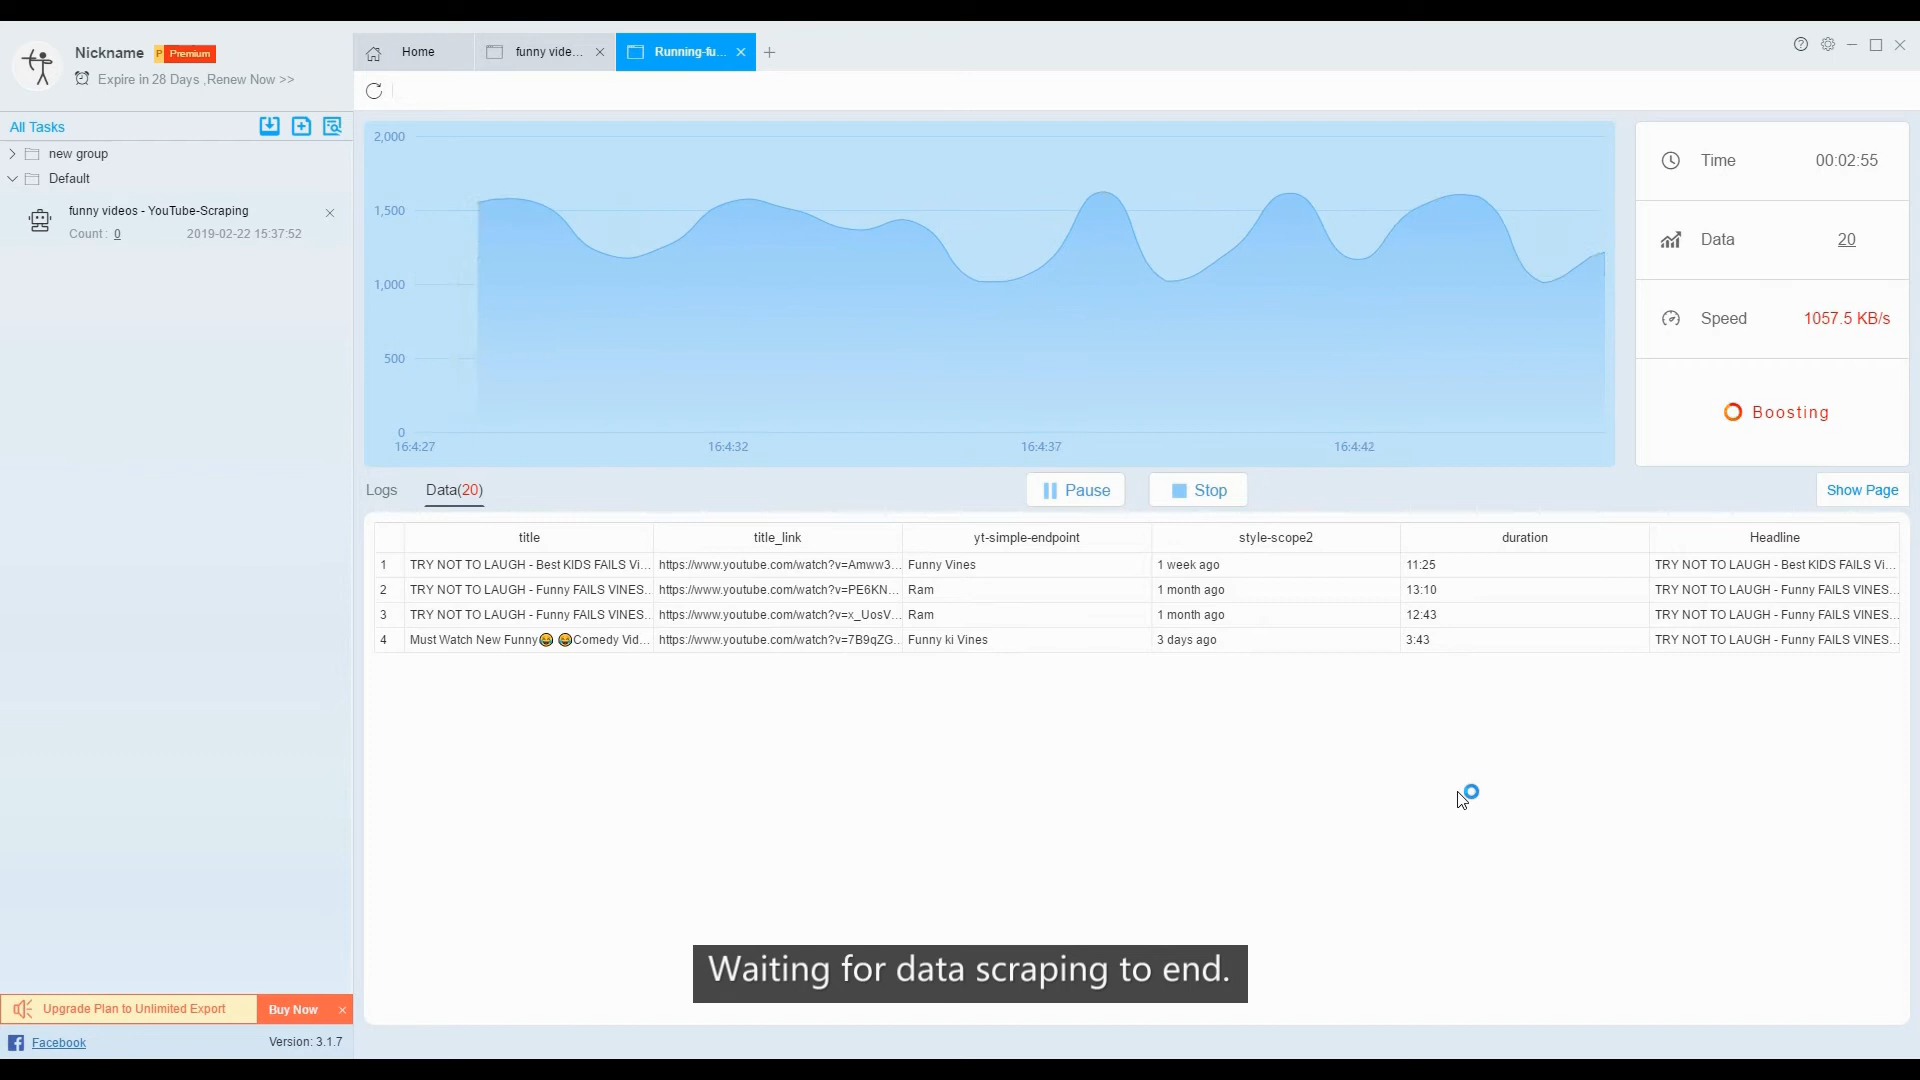 Nickname
P Premium
Expire in 28 Days ,Renew Now >>
Home
funny vide...
Running-fu...
All Tasks
new group
Default
funny videos - YouTube-Scraping
Count : 0 2019-02-22 15:37:52
2,000
1,500
1,000
500
0
16:4:27 16:4:32 16:4:37 16:4:42
Time 00:02:55
Data 20
Speed 1057.5 KB/s
Boosting
Logs Data(20) Pause Stop Show Page
title title_link yt-simple-endpoint style-scope2 duration Headline
1 TRY NOT TO LAUGH - Best KIDS FAILS Vi... https://www.youtube.com/watch?v=Amww3... Funny Vines 1 week ago 11:25 TRY NOT TO LAUGH - Best KIDS FAILS Vi...
2 TRY NOT TO LAUGH - Funny FAILS VINES... https://www.youtube.com/watch?v=PE6KN... Ram 1 month ago 13:10 TRY NOT TO LAUGH - Funny FAILS VINES...
3 TRY NOT TO LAUGH - Funny FAILS VINES... https://www.youtube.com/watch?v=x_UosV... Ram 1 month ago 12:43 TRY NOT TO LAUGH - Funny FAILS VINES...
4 Must Watch New Funny😂 😂Comedy Vid... https://www.youtube.com/watch?v=7B9qZG... Funny ki Vines 3 days ago 3:43 TRY NOT TO LAUGH - Funny FAILS VINES...
Waiting for data scraping to end.
Upgrade Plan to Unlimited Export Buy Now
Facebook Version: 3.1.7